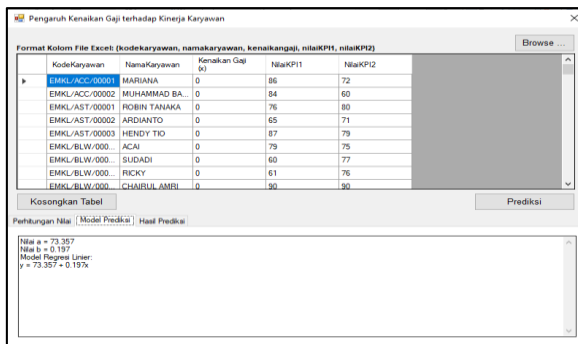 Pengaruh Kenaikan Gaji terhadap Kinerja Karyawan
Browse ...
Format Kolom File Excel: (kodekaryawan, namakaryawan, kenaikangaji, nilaiKPI1, nilaiKPI2)
KodeKaryawan NamaKaryawan Kenaikan Gaji (x) NilaiKPI1 NilaiKPI2
EMKL/ACC/00001 MARIANA 0 86 72
EMKL/ACC/00002 MUHAMMAD BA... 0 84 60
EMKL/AST/00001 ROBIN TANAKA 0 76 80
EMKL/AST/00002 ARDIANTO 0 65 71
EMKL/AST/00003 HENDY TIO 0 87 79
EMKL/BLW/000... ACAI 0 79 75
EMKL/BLW/000... SUDADI 0 60 77
EMKL/BLW/000... RICKY 0 61 76
EMKL/BLW/000... CHAIRUL AMRI 0 90 90
Kosongkan Tabel Prediksi
Perhitungan Nilai Model Prediksi Hasil Prediksi
Nilai a = 73.357
Nilai b = 0.197
Model Regresi Linier:
y = 73.357 + 0.197x